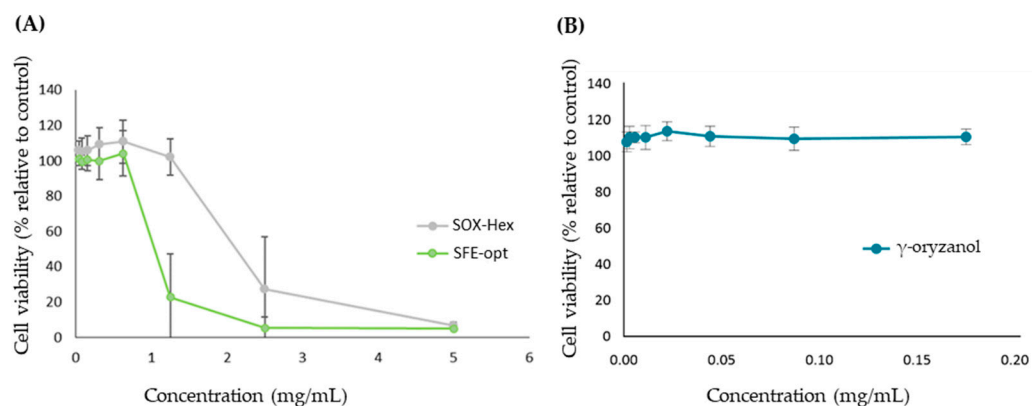 (A)
Cell viability (% relative to control)
140
120
100
80
60
40
20
0
0 1 2 3 4 5 6
Concentration (mg/mL)
SOX-Hex
SFE-opt
(B)
Cell viability (% relative to control)
140
120
100
80
60
40
20
0
0.00 0.05 0.10 0.15 0.20
Concentration (mg/mL)
γ-oryzanol